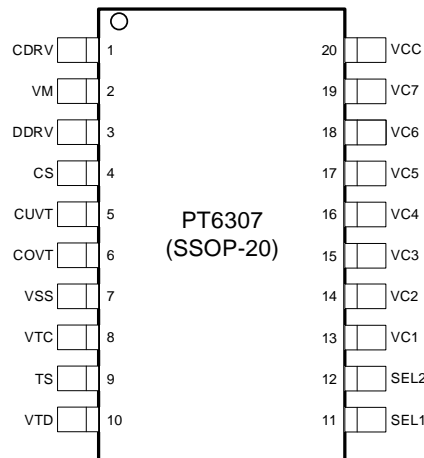 CDRV 1 20 VCC
VM 2 19 VC7
DDRV 3 18 VC6
CS 4 17 VC5
CUVT 5 16 VC4
COVT 6 15 VC3
VSS 7 14 VC2
VTC 8 13 VC1
TS 9 12 SEL2
VTD 10 11 SEL1
PT6307
(SSOP-20)